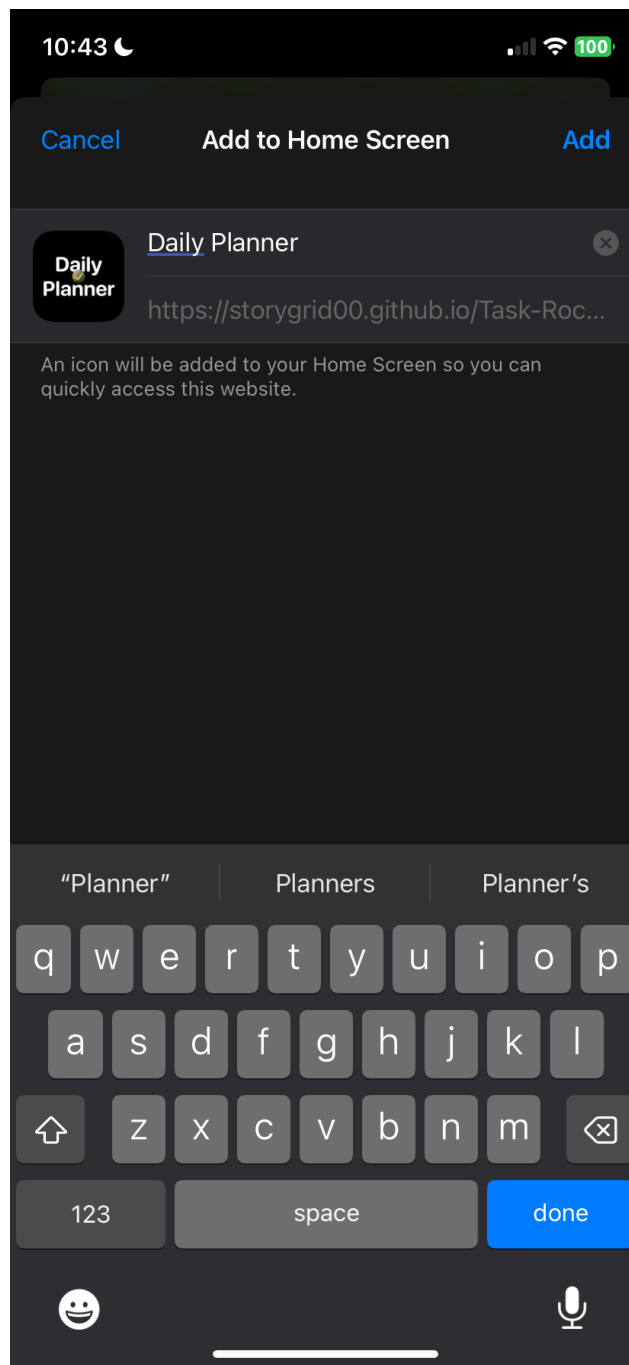 10:43
100
Cancel Add to Home Screen Add
Daily
Planner
Daily Planner
https://storygrid00.github.io/Task-Roc...
An icon will be added to your Home Screen so you can
quickly access this website.
“Planner” Planners Planner’s
q w e r t y u i o p
a s d f g h j k l
z x c v b n m
123 space done